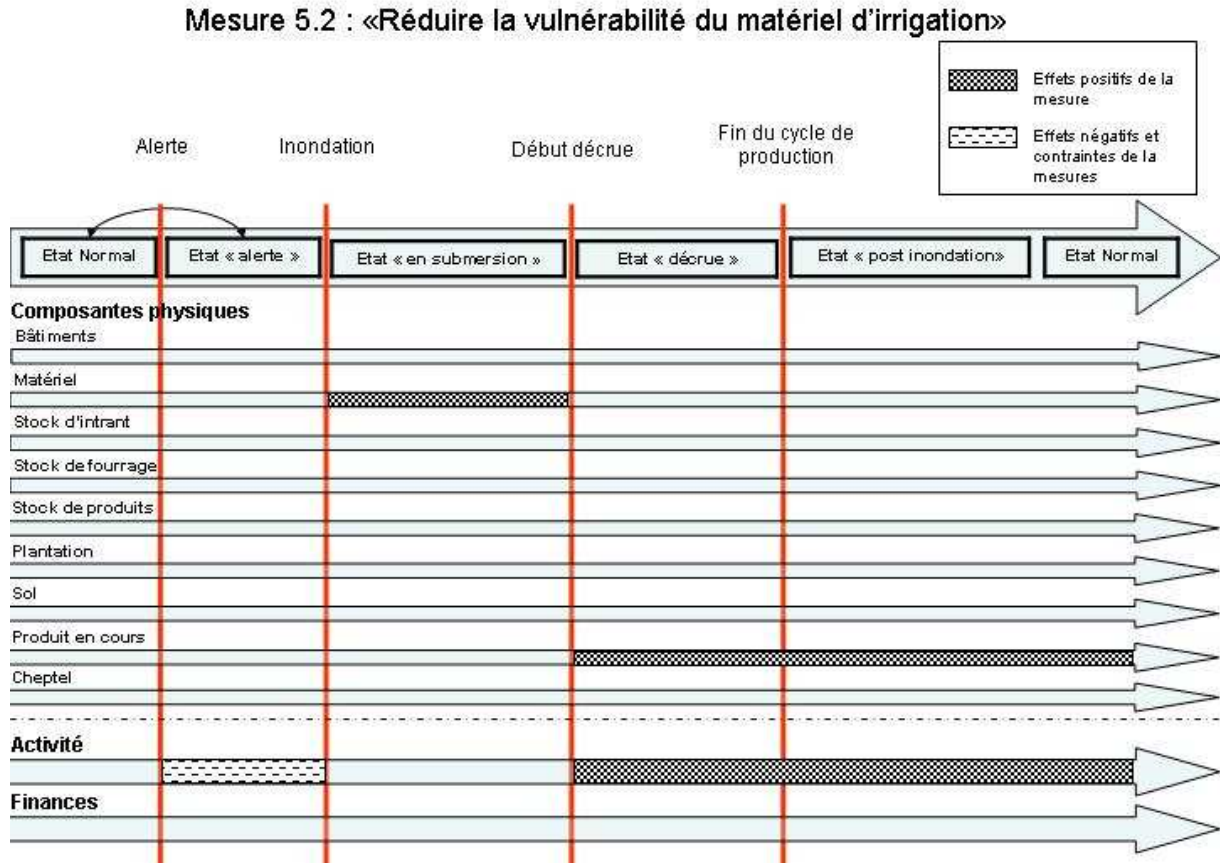 Mesure 5.2 : «Réduire la vulnérabilité du matériel d'irrigation»
Effets positifs de la
mesure
Effets négatifs et
contraintes de la
mesures
Alerte
Inondation
Début décrue
Fin du cycle de
production
Etat Normal
Etat « alerte »
Etat « en submersion »
Etat « décrue »
Etat « post inondation»
Etat Normal
Composantes physiques
Bâtiments
Matériel
Stock d'intrant
Stock de fourrage
Stock de produits
Plantation
Sol
Produit en cours
Cheptel
Activité
Finances